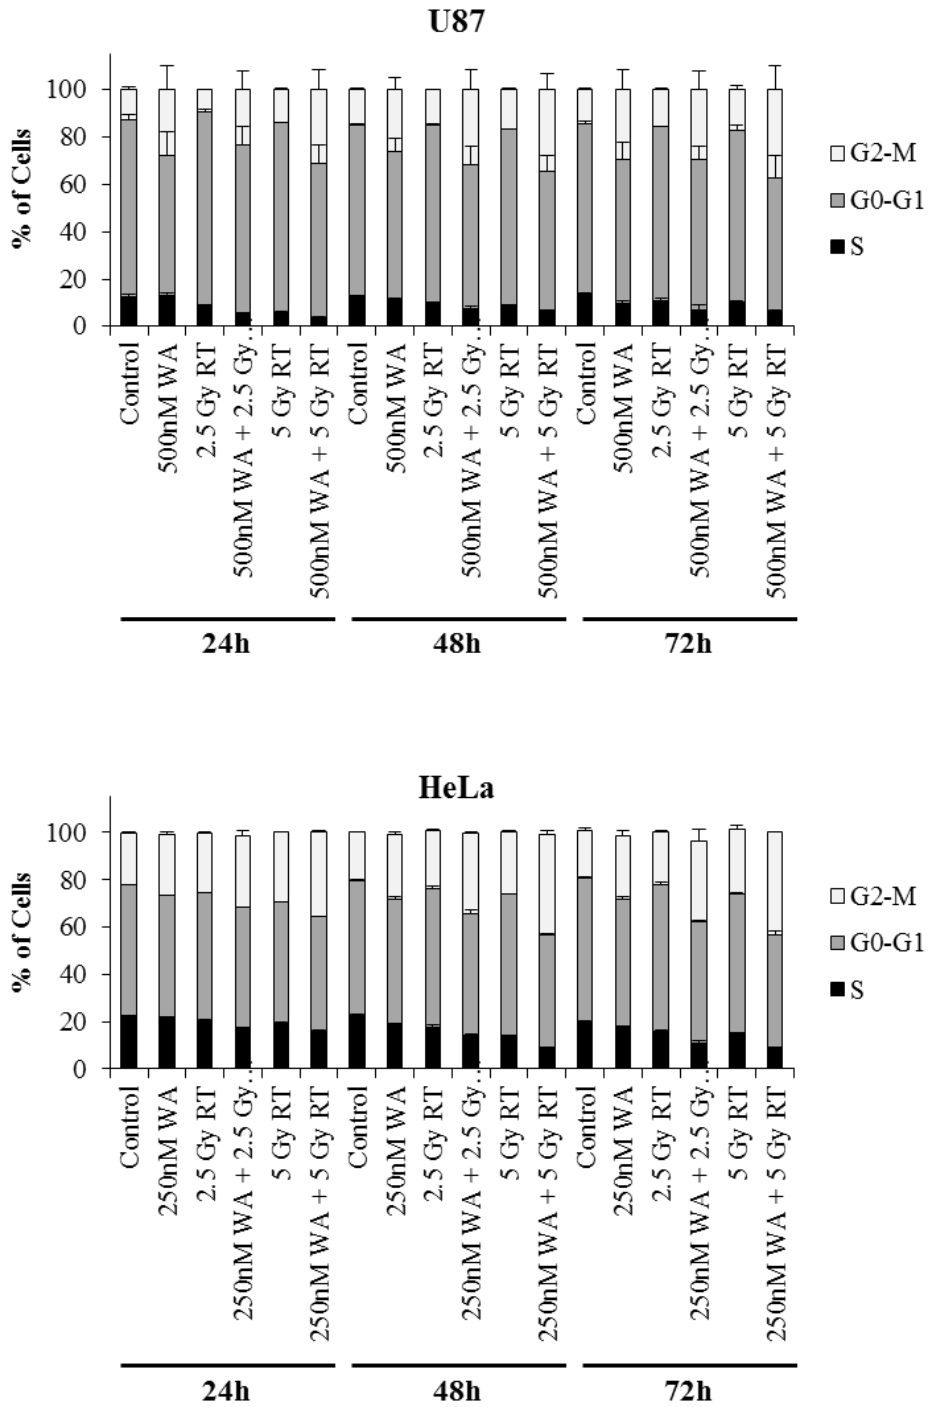 U87
% of Cells
100
80
60
40
20
0
G2-M
G0-G1
S
Control
500nM WA
2.5 Gy RT
500nM WA + 2.5 Gy…
5 Gy RT
500nM WA + 5 Gy RT
Control
500nM WA
2.5 Gy RT
500nM WA + 2.5 Gy…
5 Gy RT
500nM WA + 5 Gy RT
Control
500nM WA
2.5 Gy RT
500nM WA + 2.5 Gy…
5 Gy RT
500nM WA + 5 Gy RT
24h
48h
72h
HeLa
% of Cells
100
80
60
40
20
0
G2-M
G0-G1
S
Control
250nM WA
2.5 Gy RT
250nM WA + 2.5 Gy…
5 Gy RT
250nM WA + 5 Gy RT
Control
250nM WA
2.5 Gy RT
250nM WA + 2.5 Gy…
5 Gy RT
250nM WA + 5 Gy RT
Control
250nM WA
2.5 Gy RT
250nM WA + 2.5 Gy…
5 Gy RT
250nM WA + 5 Gy RT
24h
48h
72h